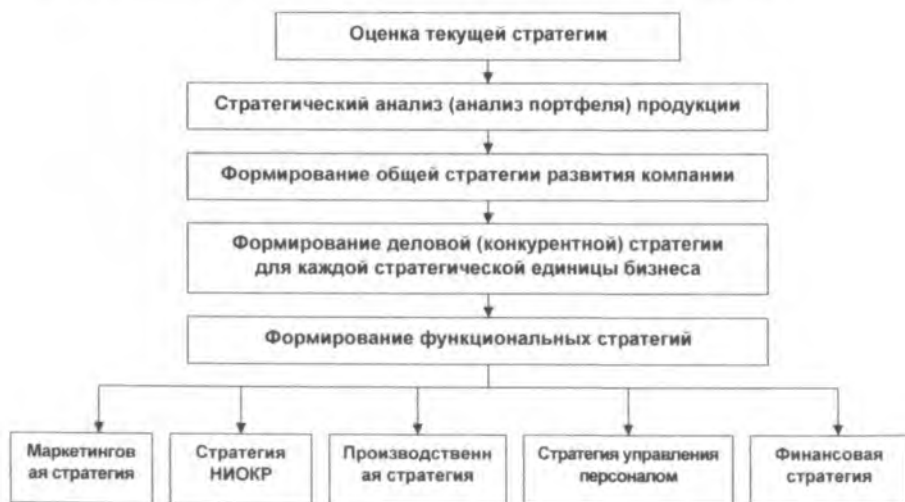 Оценка текущей стратегии
Стратегический анализ (анализ портфеля) продукции
Формирование общей стратегии развития компании
Формирование деловой (конкурентной) стратегии
для каждой стратегической единицы бизнеса
Формирование функциональных стратегий
Маркетингов
ая стратегия
Стратегия
НИОКР
Производственн
ая стратегия
Стратегия управления
персоналом
Финансовая
стратегия